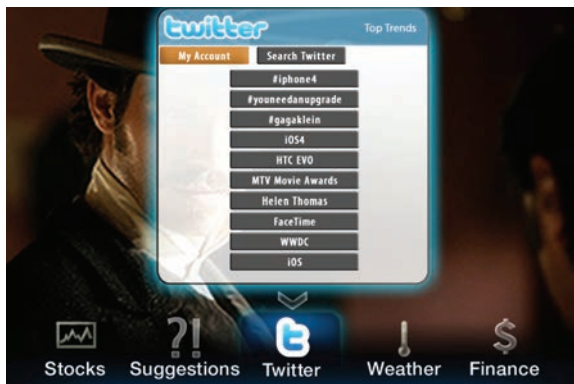 twitter
Top Trends
My Account Search Twitter
#iphone4
#youneedanupgrade
#gagaklein
iOS4
HTC EVO
MTV Movie Awards
Helen Thomas
FaceTime
WWDC
iOS
?!
t
$
Stocks Suggestions Twitter Weather Finance